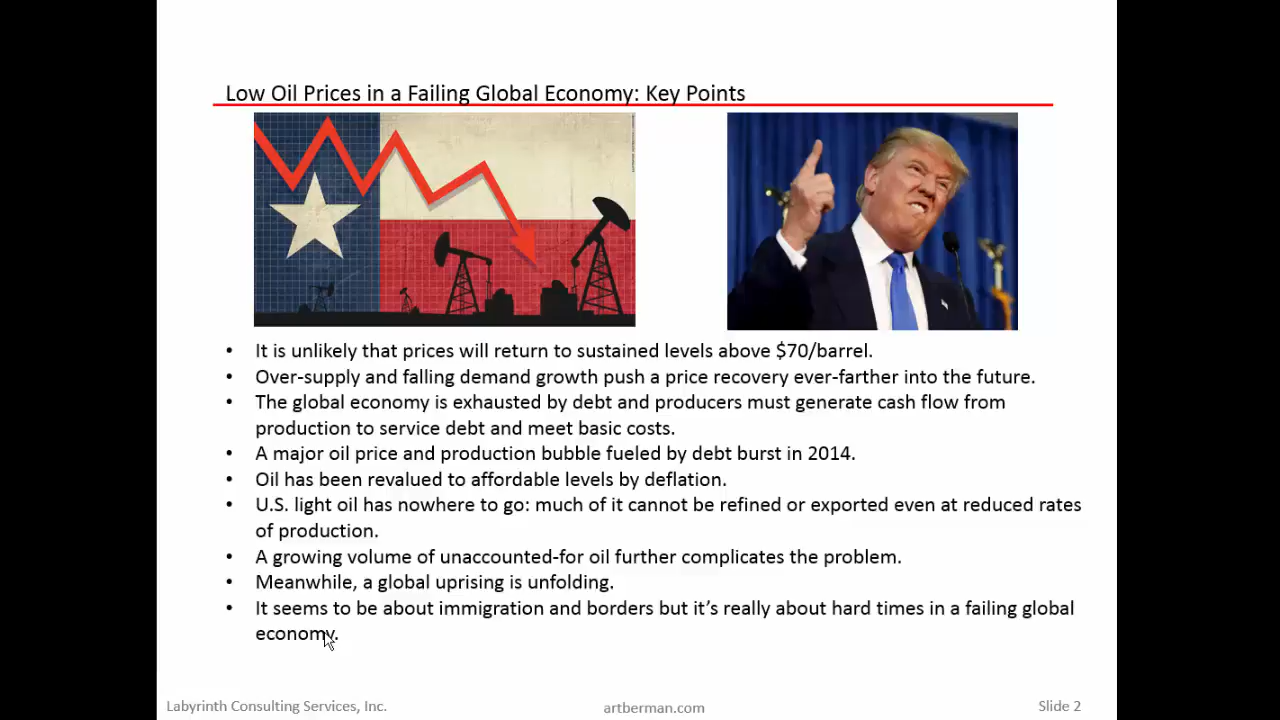 Low Oil Prices in a Failing Global Economy: Key Points
• It is unlikely that prices will return to sustained levels above $70/barrel.
• Over-supply and falling demand growth push a price recovery ever-farther into the future.
• The global economy is exhausted by debt and producers must generate cash flow from
production to service debt and meet basic costs.
• A major oil price and production bubble fueled by debt burst in 2014.
• Oil has been revalued to affordable levels by deflation.
• U.S. light oil has nowhere to go: much of it cannot be refined or exported even at reduced rates
of production.
• A growing volume of unaccounted-for oil further complicates the problem.
• Meanwhile, a global uprising is unfolding.
• It seems to be about immigration and borders but it’s really about hard times in a failing global
economy.
Labyrinth Consulting Services, Inc.
artberman.com
Slide 2